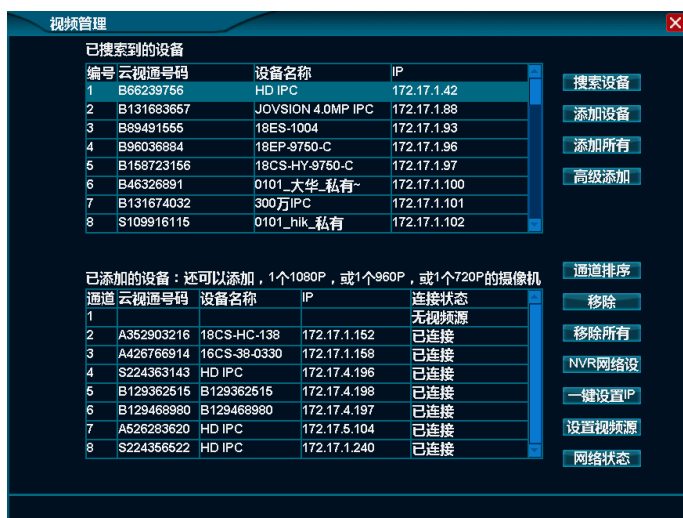 视频管理
已搜索到的设备
编号 云视通号码 设备名称 IP
1 B66239756 HD IPC 172.17.1.42
2 B131683657 JOVSION 4.0MP IPC 172.17.1.88
3 B89491555 18ES-1004 172.17.1.93
4 B96036884 18EP-9750-C 172.17.1.96
5 B158723156 18CS-HY-9750-C 172.17.1.97
6 B46326891 0101_大华_私有~ 172.17.1.100
7 B131674032 300万IPC 172.17.1.101
8 S109916115 0101_hik_私有 172.17.1.102
搜索设备
添加设备
添加所有
高级添加
已添加的设备：还可以添加，1个1080P，或1个960P，或1个720P的摄像机
通道 云视通号码 设备名称 IP 连接状态
1 无视频源
2 A352903216 18CS-HC-138 172.17.1.152 已连接
3 A426766914 16CS-38-0330 172.17.1.158 已连接
4 S224363143 HD IPC 172.17.4.196 已连接
5 B129362515 B129362515 172.17.4.198 已连接
6 B129468980 B129468980 172.17.4.197 已连接
7 A526283620 HD IPC 172.17.5.104 已连接
8 S224356522 HD IPC 172.17.1.240 已连接
通道排序
移除
移除所有
NVR网络设
一键设置IP
设置视频源
网络状态